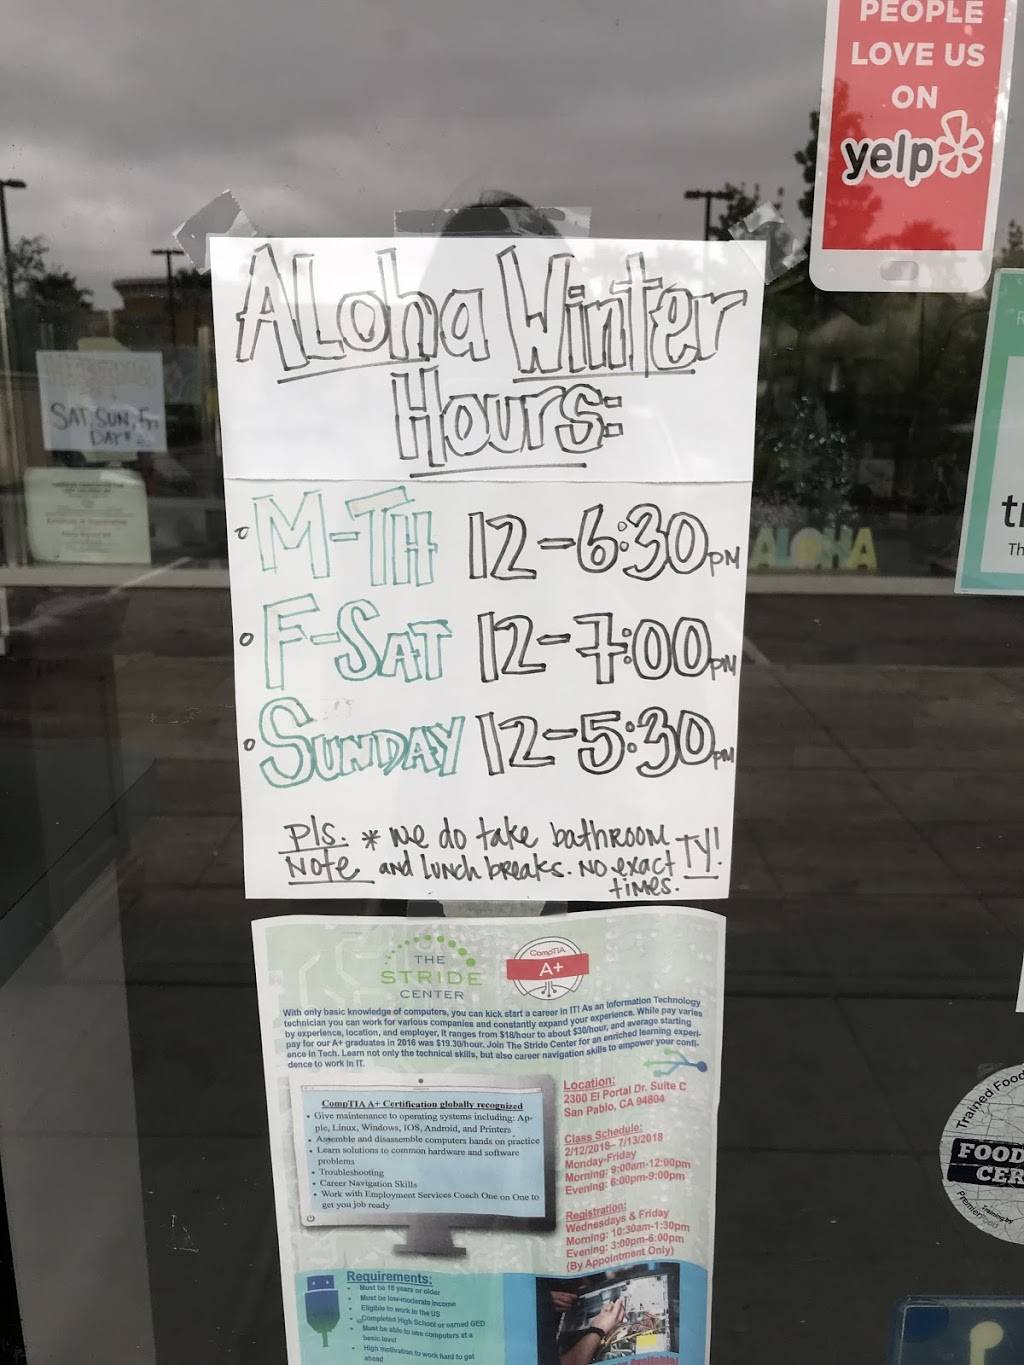 PEOPLE
LOVE US
ON
yelp
ALoha Winter
Hours:
M-TH 12-6:30PM
F-SAT 12-7:00PM
SUNDAY 12-5:30PM
pls. * we do take bathroom TY!
Note and lunch breaks. NO exact
times.
SAT, SUN, Fri
DAY
ALOHA
THE
STRIDE
CENTER
CompTIA
A+
With only basic knowledge of computers, you can kick start a career in IT! As an Information Technology
technician you can work for various companies and constantly expand your experience. While pay varies
by experience, location, and employer, it ranges from $18/hour to about $30/hour, and average starting
pay for our A+ graduates in 2016 was $19.30/hour. Join The Stride Center for an enriched learning experi-
ence in Tech. Learn not only the technical skills, but also career navigation skills to empower your confi-
dence to work in IT.
CompTIA A+ Certification globally recognized
• Give maintenance to operating systems including: Ap-
ple, Linux, Windows, IOS, Android, and Printers
• Assemble and disassemble computers hands on practice
• Learn solutions to common hardware and software
problems
• Troubleshooting
• Career Navigation Skills
• Work with Employment Services Coach One on One to
get you job ready
Location:
2300 El Portal Dr. Suite C
San Pablo, CA 94804
Class Schedule:
2/12/2018– 7/13/2018
Monday-Friday
Morning: 9:00am-12:00pm
Evening: 6:00pm-9:00pm
Registration:
Wednesdays & Friday
Morning: 10:30am-1:30pm
Evening: 3:00pm-6:00pm
(By Appointment Only)
Requirements:
• Must be 18 years or older
• Must be low-moderate income
• Eligible to work in the US
• Completed High School or earned GED
• Must be able to use computers at a
basic level
• High motivation to work hard to get
ahead
Available!
Trained Food
FOOD
CER
Training by
PremierFood
Th